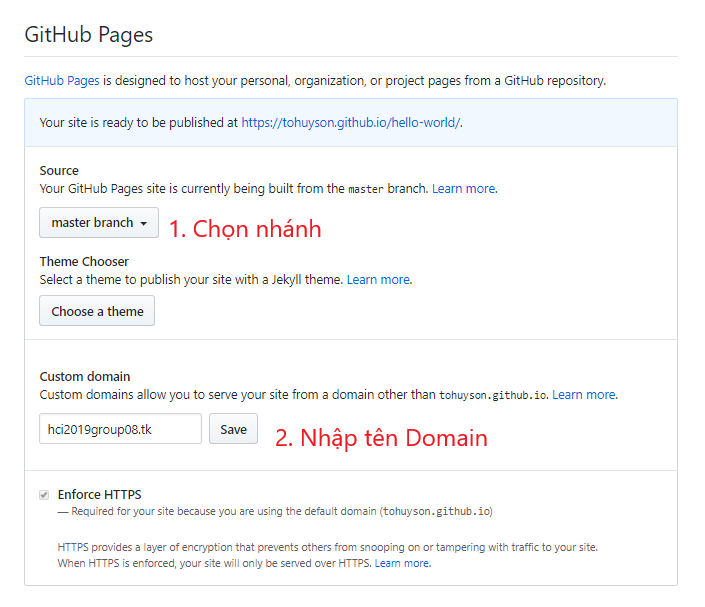 GitHub Pages
GitHub Pages is designed to host your personal, organization, or project pages from a GitHub repository.
Your site is ready to be published at https://tohuyson.github.io/hello-world/.
Source
Your GitHub Pages site is currently being built from the master branch. Learn more.
master branch
1. Chọn nhánh
Theme Chooser
Select a theme to publish your site with a Jekyll theme. Learn more.
Choose a theme
Custom domain
Custom domains allow you to serve your site from a domain other than tohuyson.github.io. Learn more.
hci2019group08.tk
Save
2. Nhập tên Domain
Enforce HTTPS
— Required for your site because you are using the default domain (tohuyson.github.io)
HTTPS provides a layer of encryption that prevents others from snooping on or tampering with traffic to your site.
When HTTPS is enforced, your site will only be served over HTTPS. Learn more.